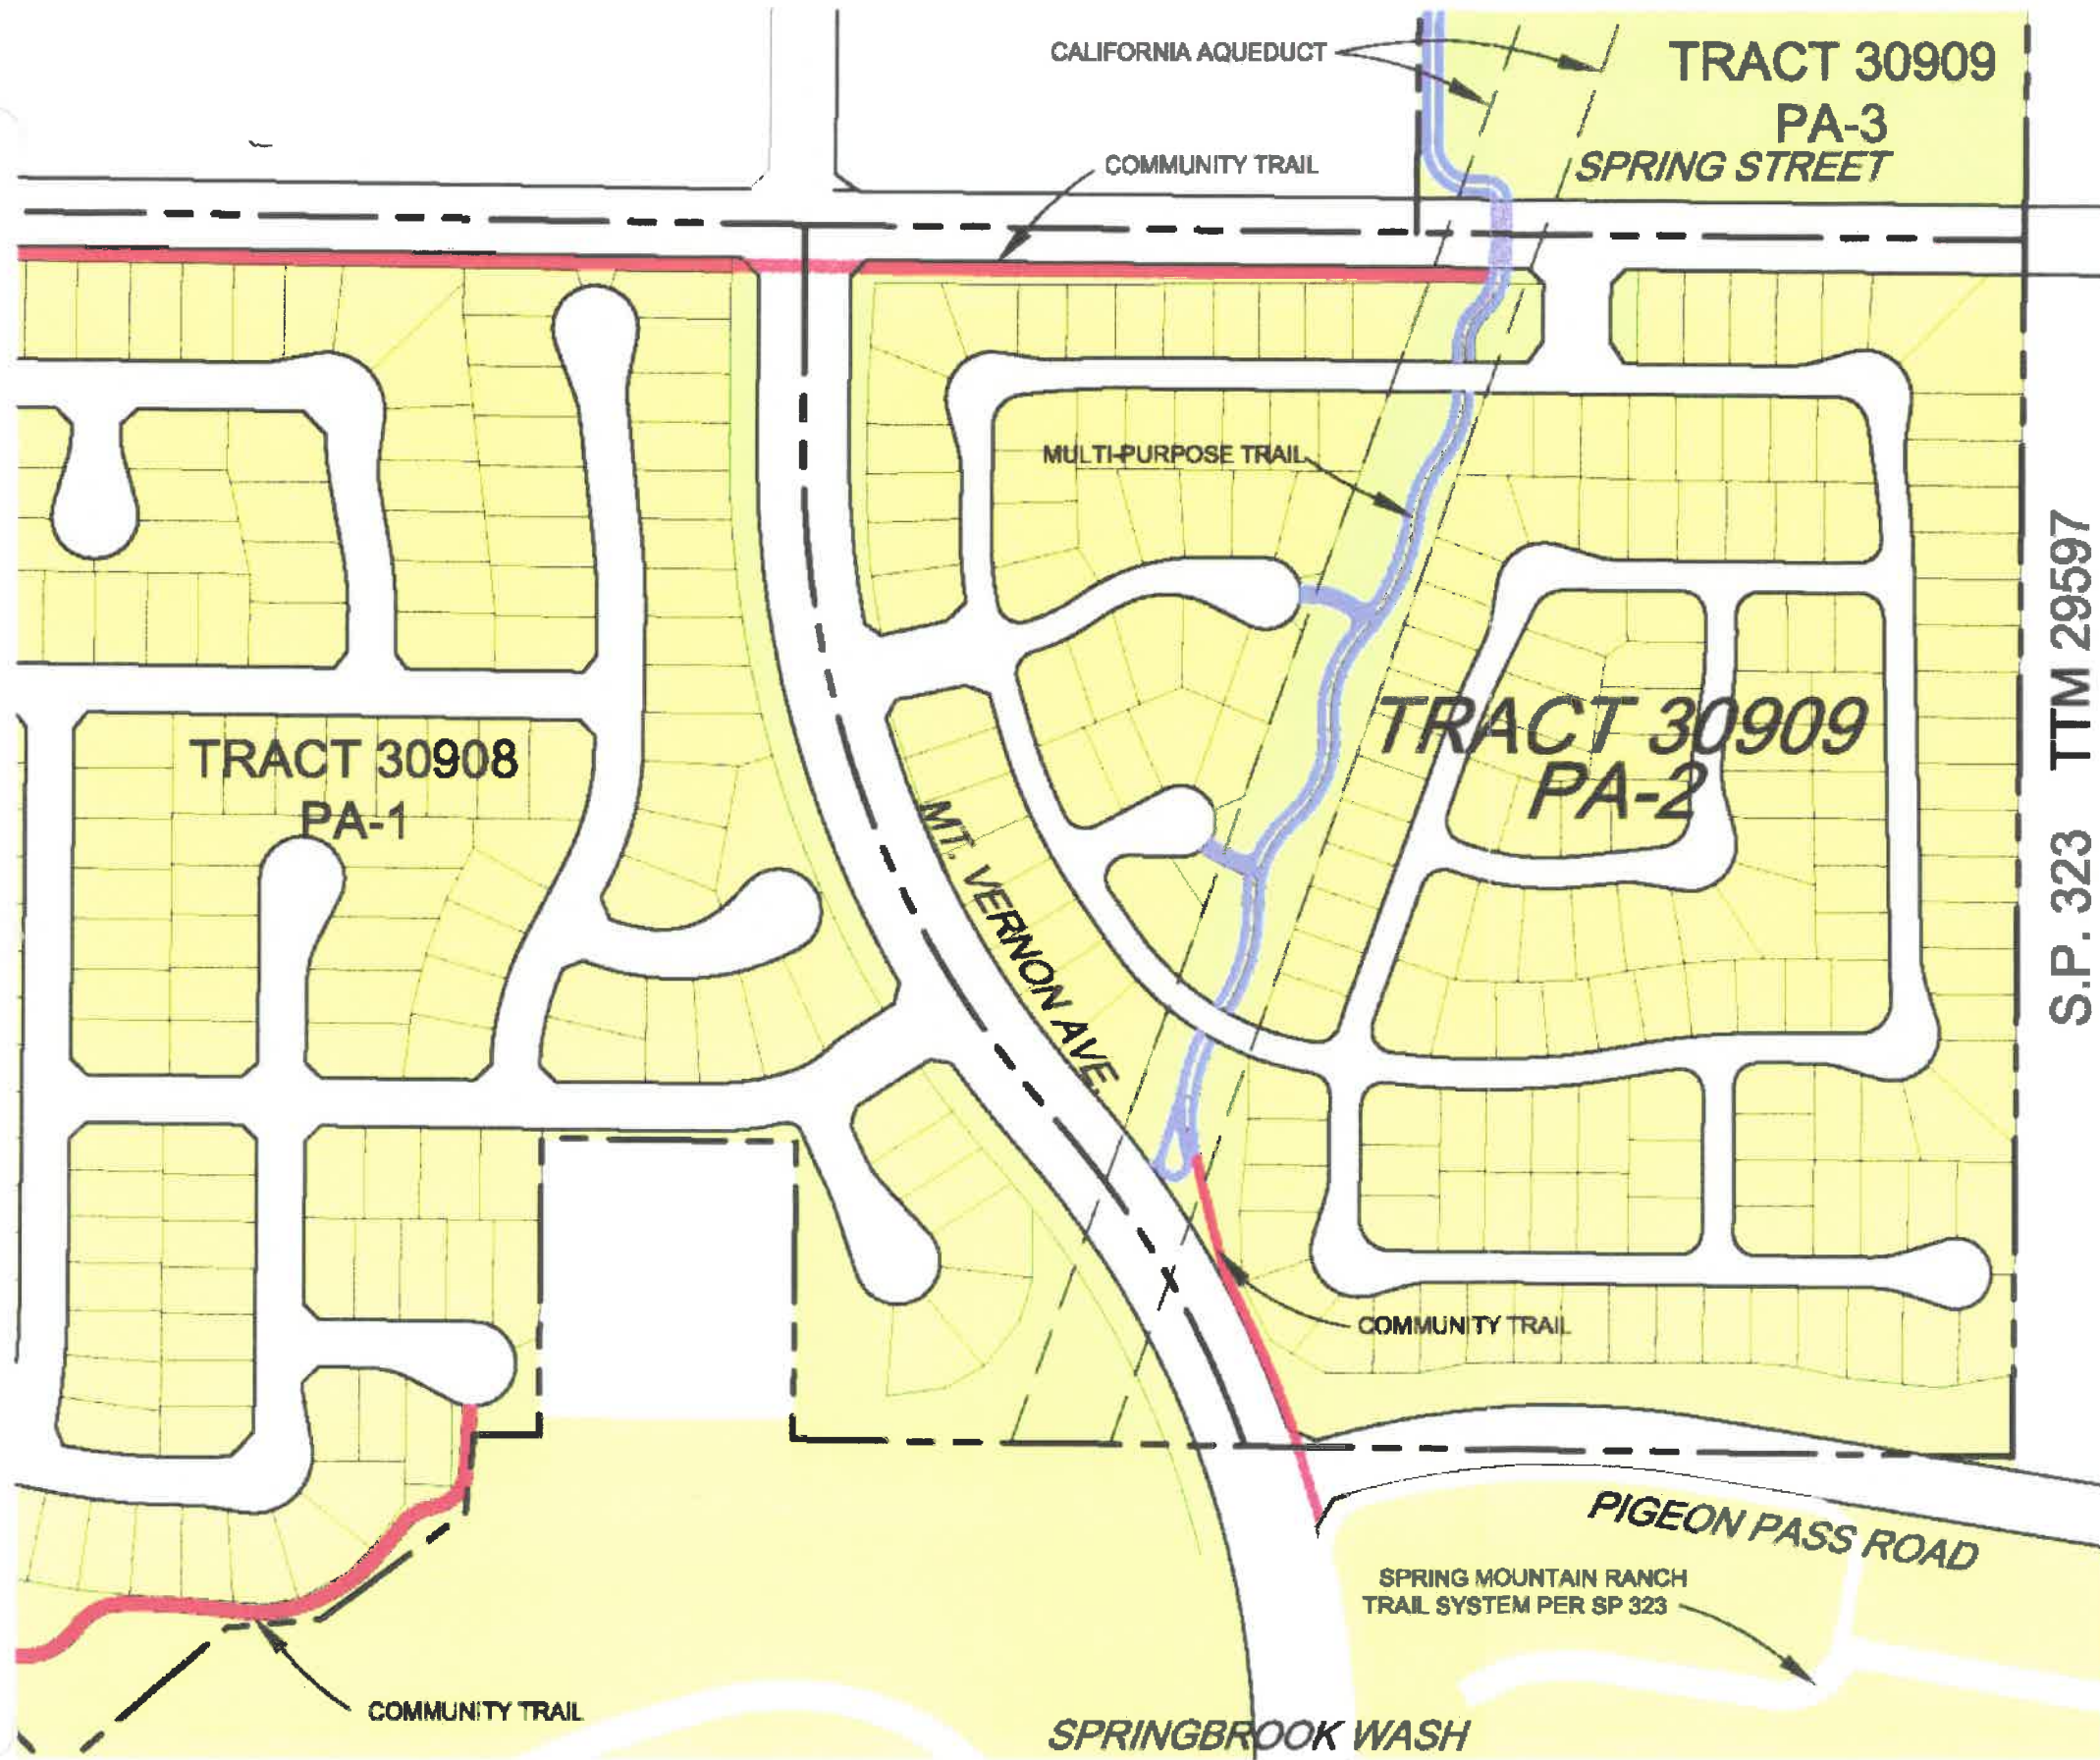 CALIFORNIA AQUEDUCT
TRACT 30909
PA-3
SPRING STREET
COMMUNITY TRAIL
MULTI-PURPOSE TRAIL
TRACT 30908
PA-1
TRACT 30909
PA-2
MT. VERNON AVE.
S.P. 323 TTM 29597
COMMUNITY TRAIL
PIGEON PASS ROAD
SPRING MOUNTAIN RANCH
TRAIL SYSTEM PER SP 323
COMMUNITY TRAIL
SPRINGBROOK WASH